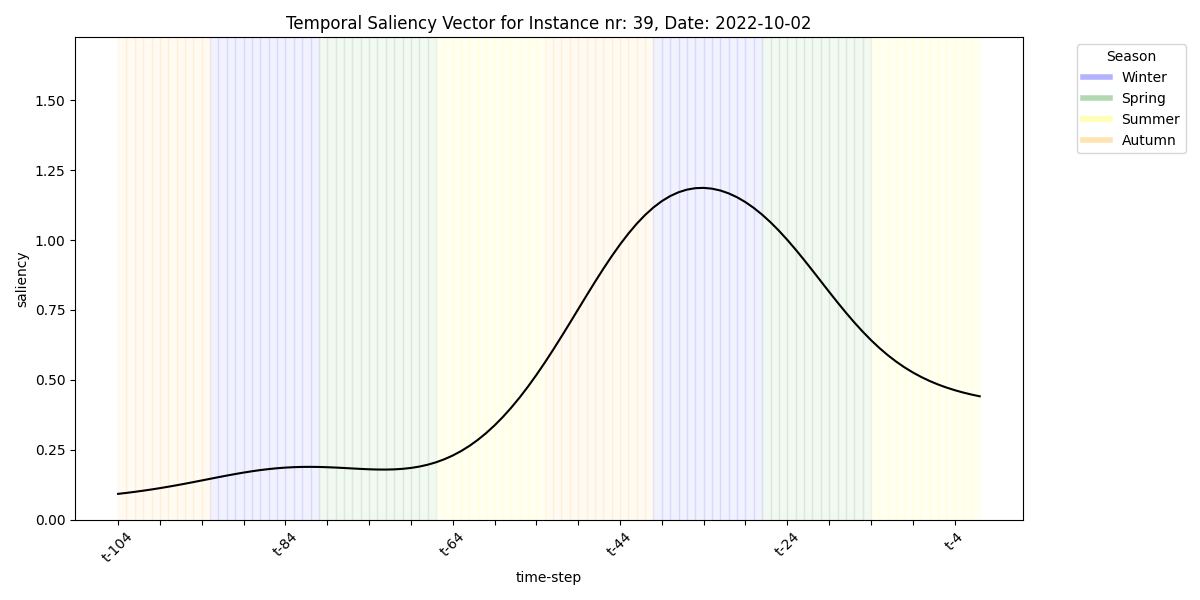 Temporal Saliency Vector for Instance nr: 39, Date: 2022-10-02
Season
Winter
Spring
Summer
Autumn
saliency
1.50
1.25
1.00
0.75
0.50
0.25
0.00
t-104
t-84
t-64
t-44
t-24
t-4
time-step